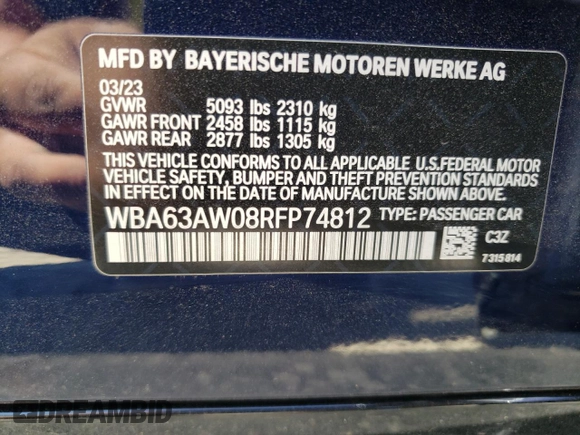 MFD BY BAYERISCHE MOTOREN WERKE AG
03/23
GVWR 5093 lbs 2310 kg
GAWR FRONT 2458 lbs 1115 kg
GAWR REAR 2877 lbs 1305 kg
THIS VEHICLE CONFORMS TO ALL APPLICABLE U.S.FEDERAL MOTOR
VEHICLE SAFETY, BUMPER AND THEFT PREVENTION STANDARDS
IN EFFECT ON THE DATE OF MANUFACTURE SHOWN ABOVE.
WBA63AW08RFP74812 TYPE: PASSENGER CAR
C3Z
7315814
DREAMBID